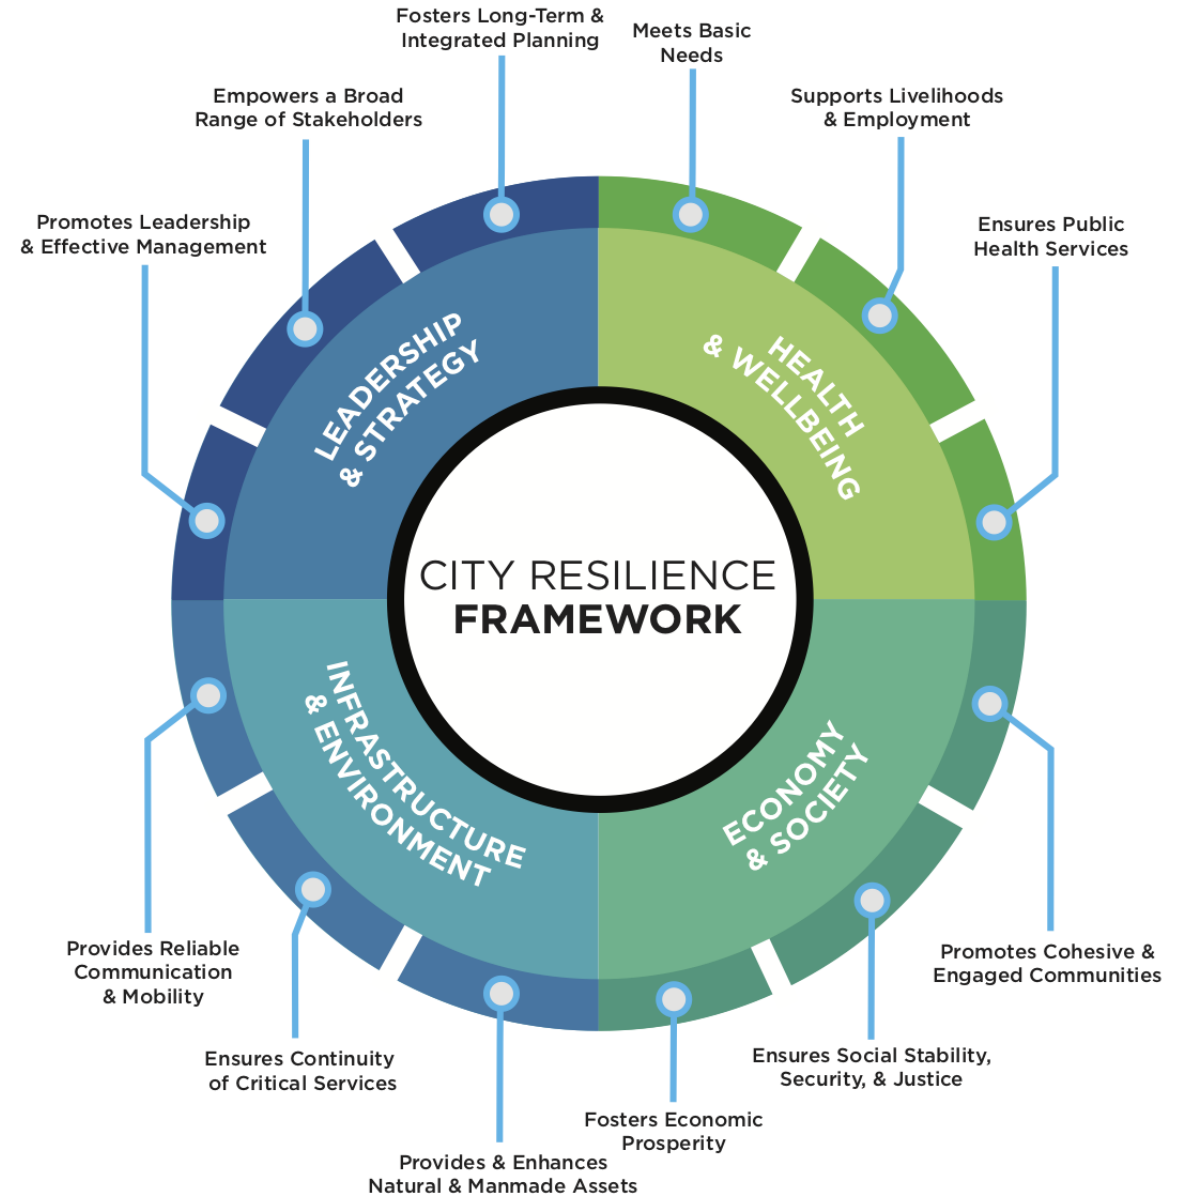 Fosters Long-Term &
Integrated Planning
Meets Basic
Needs
Empowers a Broad
Range of Stakeholders
Supports Livelihoods
& Employment
Promotes Leadership
& Effective Management
Ensures Public
Health Services
LEADERSHIP
& STRATEGY
HEALTH
& WELLBEING
CITY RESILIENCE
FRAMEWORK
INFRASTRUCTURE
& ENVIRONMENT
ECONOMY
& SOCIETY
Provides Reliable
Communication
& Mobility
Promotes Cohesive &
Engaged Communities
Ensures Continuity
of Critical Services
Ensures Social Stability,
Security, & Justice
Fosters Economic
Prosperity
Provides & Enhances
Natural & Manmade Assets